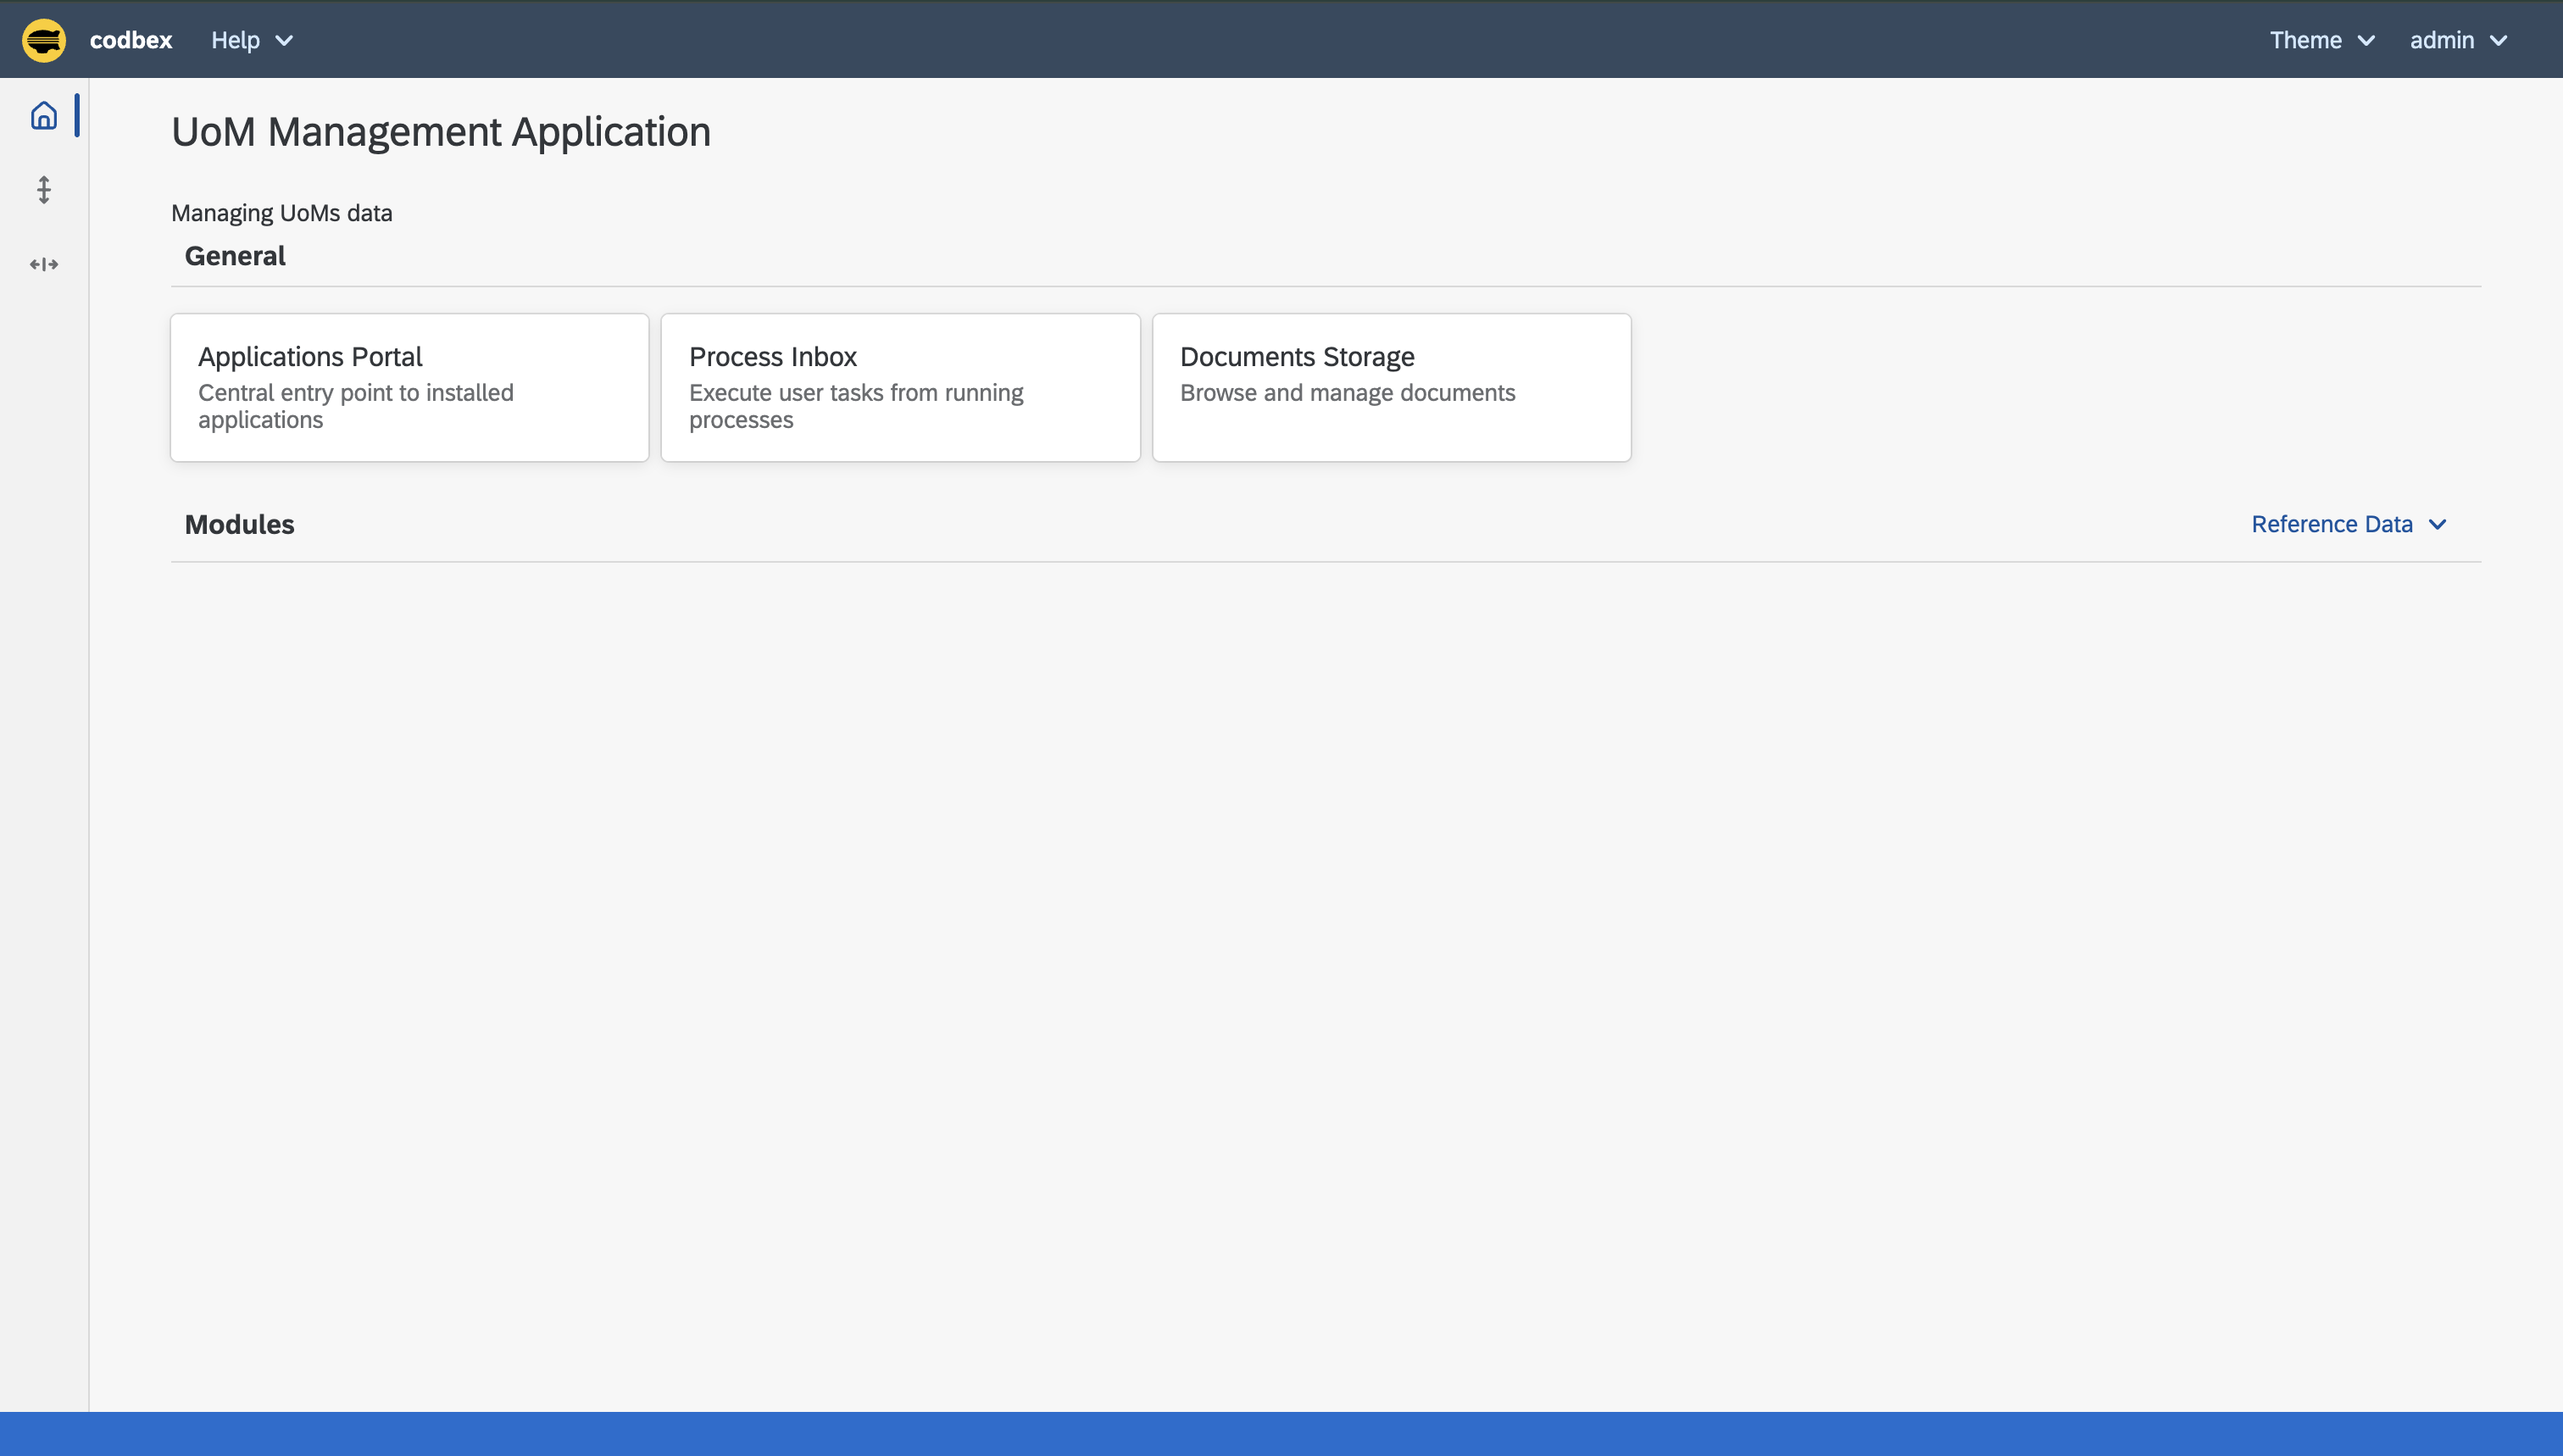 codbex
Help
Theme
admin
UoM Management Application
Managing UoMs data
General
Applications Portal
Central entry point to installed
applications
Process Inbox
Execute user tasks from running
processes
Documents Storage
Browse and manage documents
Modules
Reference Data